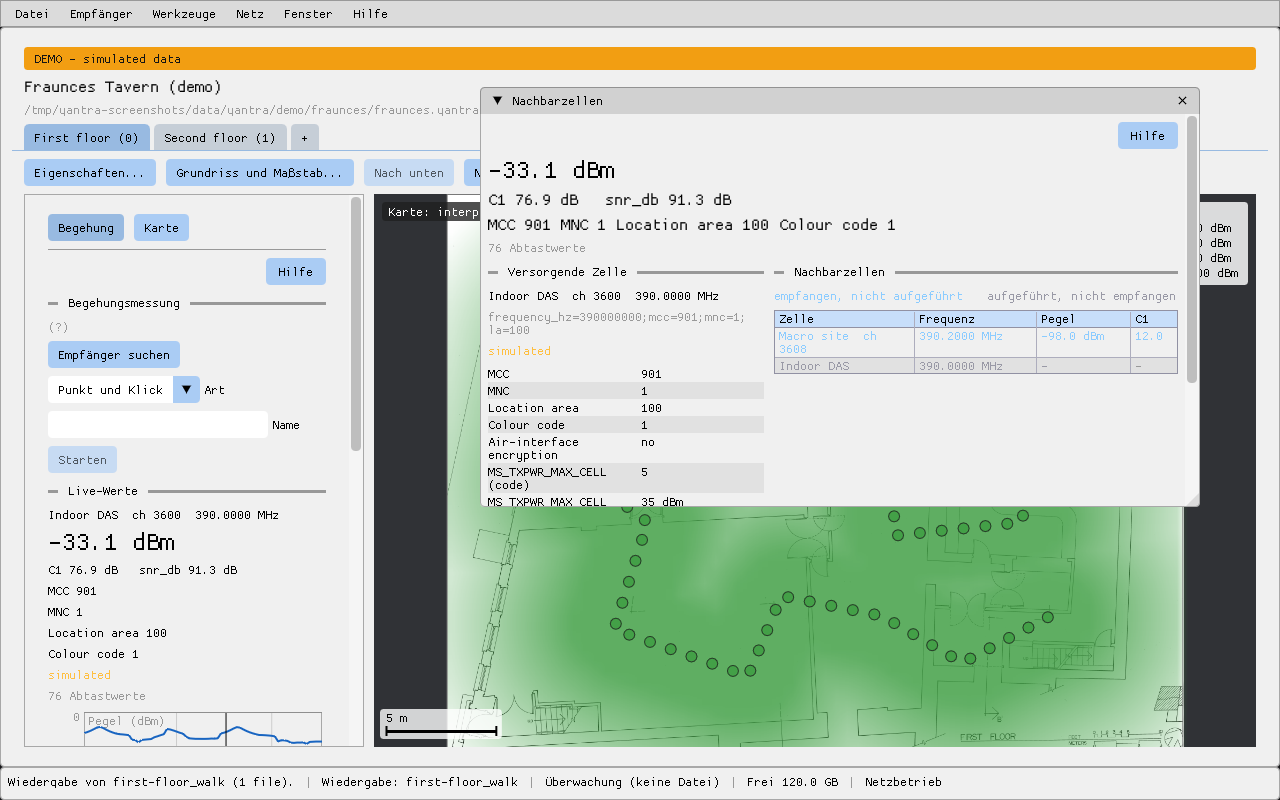 Datei Empfänger Werkzeuge Netz Fenster Hilfe
DEMO - simulated data
Fraunces Tavern (demo)
/tmp/yantra-screenshots/data/yantra/demo/fraunces/fraunces.yantra
First floor (0) Second floor (1) +
Eigenschaften... Grundriss und Maßstab... Nach unten
Begehung Karte
Hilfe
Begehungsmessung
(?)
Empfänger suchen
Punkt und Klick ▼ Art
Name
Starten
Live-Werte
Indoor DAS ch 3600 390.0000 MHz
-33.1 dBm
C1 76.9 dB snr_db 91.3 dB
MCC 901
MNC 1
Location area 100
Colour code 1
simulated
76 Abtastwerte
0 Pegel (dBm)
Karte: interp
▼ Nachbarzellen ✕
Hilfe
-33.1 dBm
C1 76.9 dB snr_db 91.3 dB
MCC 901 MNC 1 Location area 100 Colour code 1
76 Abtastwerte
Versorgende Zelle
Indoor DAS ch 3600 390.0000 MHz
frequency_hz=390000000;mcc=901;mnc=1;
la=100
simulated
MCC 901
MNC 1
Location area 100
Colour code 1
Air-interface no
encryption
MS_TXPWR_MAX_CELL 5
(code)
MS_TXPWR_MAX_CELL 35 dBm
Nachbarzellen
empfangen, nicht aufgeführt aufgeführt, nicht empfangen
Zelle Frequenz Pegel C1
Macro site ch 390.2000 MHz -98.0 dBm 12.0
3608
Indoor DAS 390.0000 MHz - -
dBm
dBm
dBm
dBm
5 m
FIRST FLOOR
Wiedergabe von first-floor_walk (1 file). | Wiedergabe: first-floor_walk | Überwachung (keine Datei) | Frei 120.0 GB | Netzbetrieb